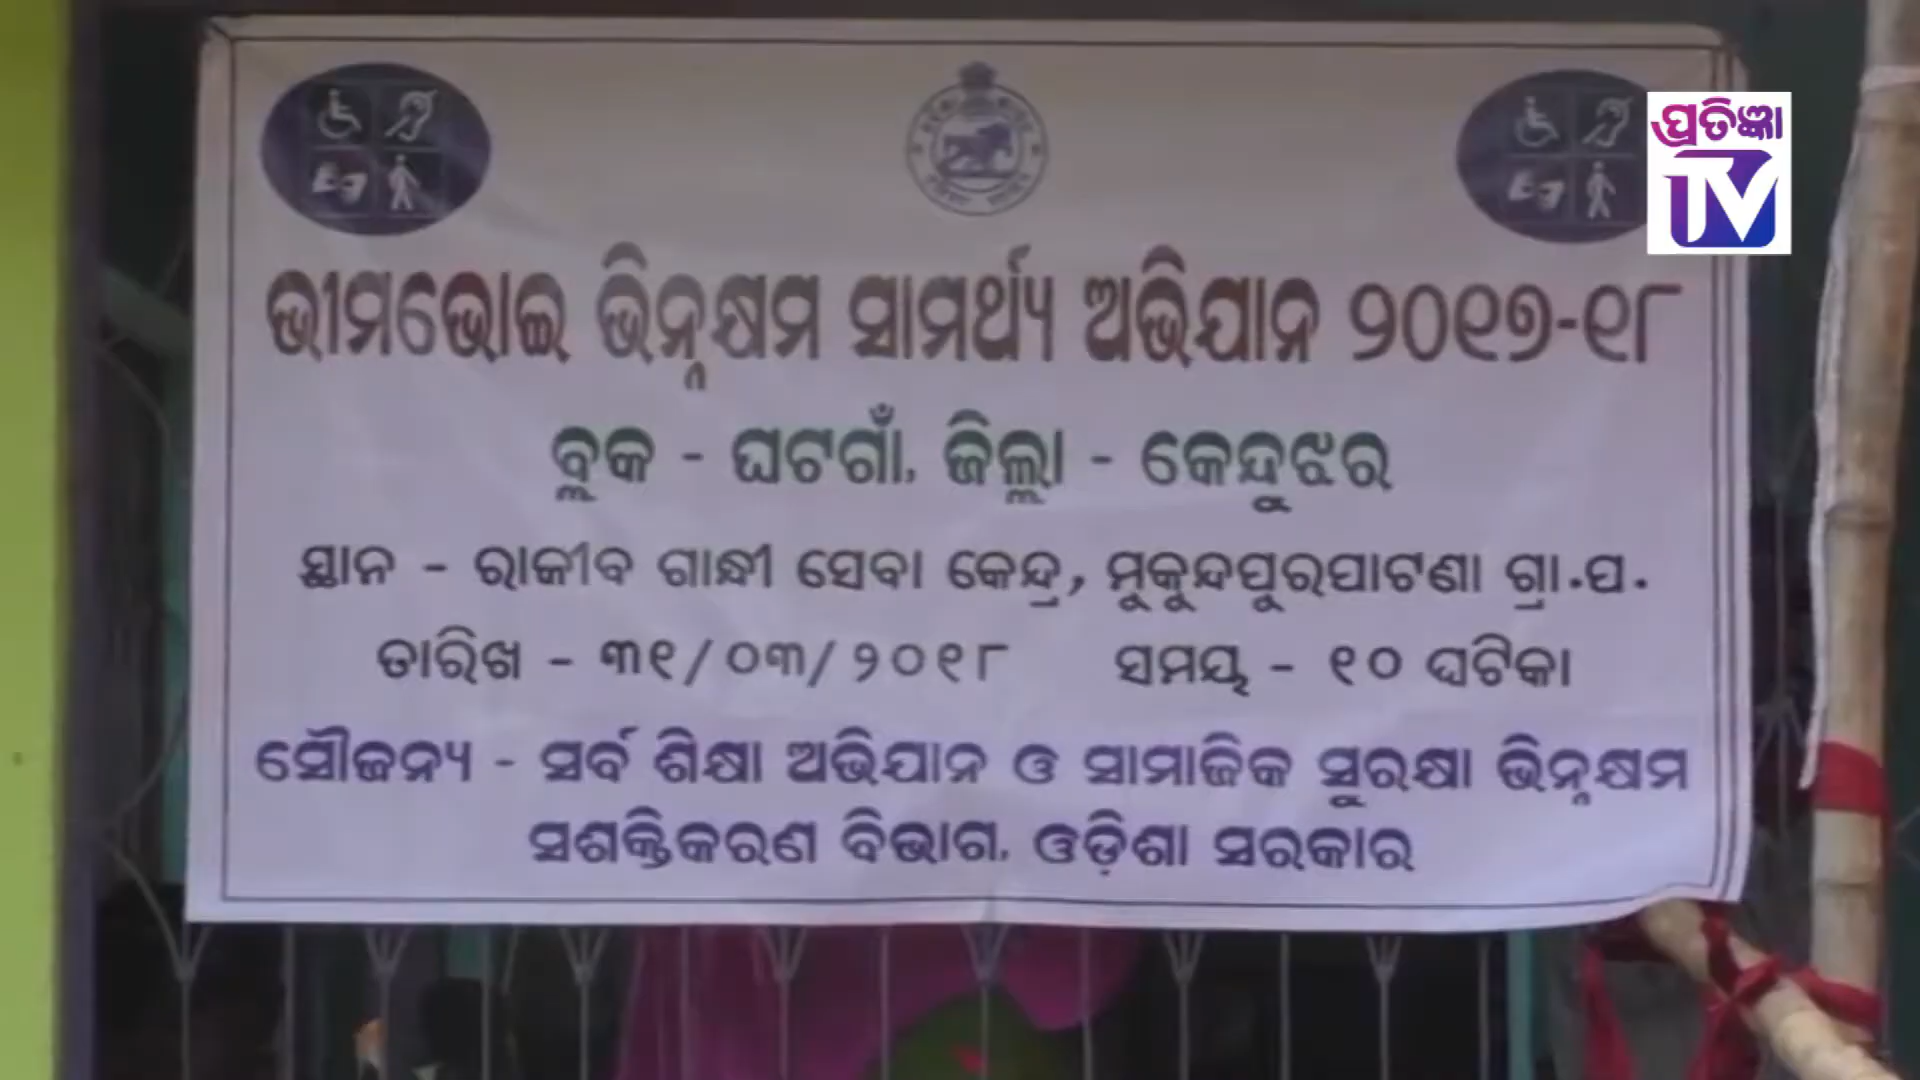 ପ୍ରତିଜ୍ଞା
TV
ଭୀମଭୋଇ ଭିନ୍ନକ୍ଷମ ସାମର୍ଥ୍ୟ ଅଭିଯାନ ୨୦୧୭-୧୮
ବ୍ଲକ - ଘଟଗାଁ, ଜିଲ୍ଲା - କେନ୍ଦୁଝର
ସ୍ଥାନ - ରାଜୀବ ଗାନ୍ଧୀ ସେବା କେନ୍ଦ୍ର, ମୁକୁନ୍ଦପୁରପାଟଣା ଗ୍ରା.ପ.
ତାରିଖ - ୩୧/୦୩/୨୦୧୮ ସମୟ - ୧୦ ଘଟିକା
ସୌଜନ୍ୟ - ସର୍ବ ଶିକ୍ଷା ଅଭିଯାନ ଓ ସାମାଜିକ ସୁରକ୍ଷା ଭିନ୍ନକ୍ଷମ
ସଶକ୍ତିକରଣ ବିଭାଗ, ଓଡ଼ିଶା ସରକାର